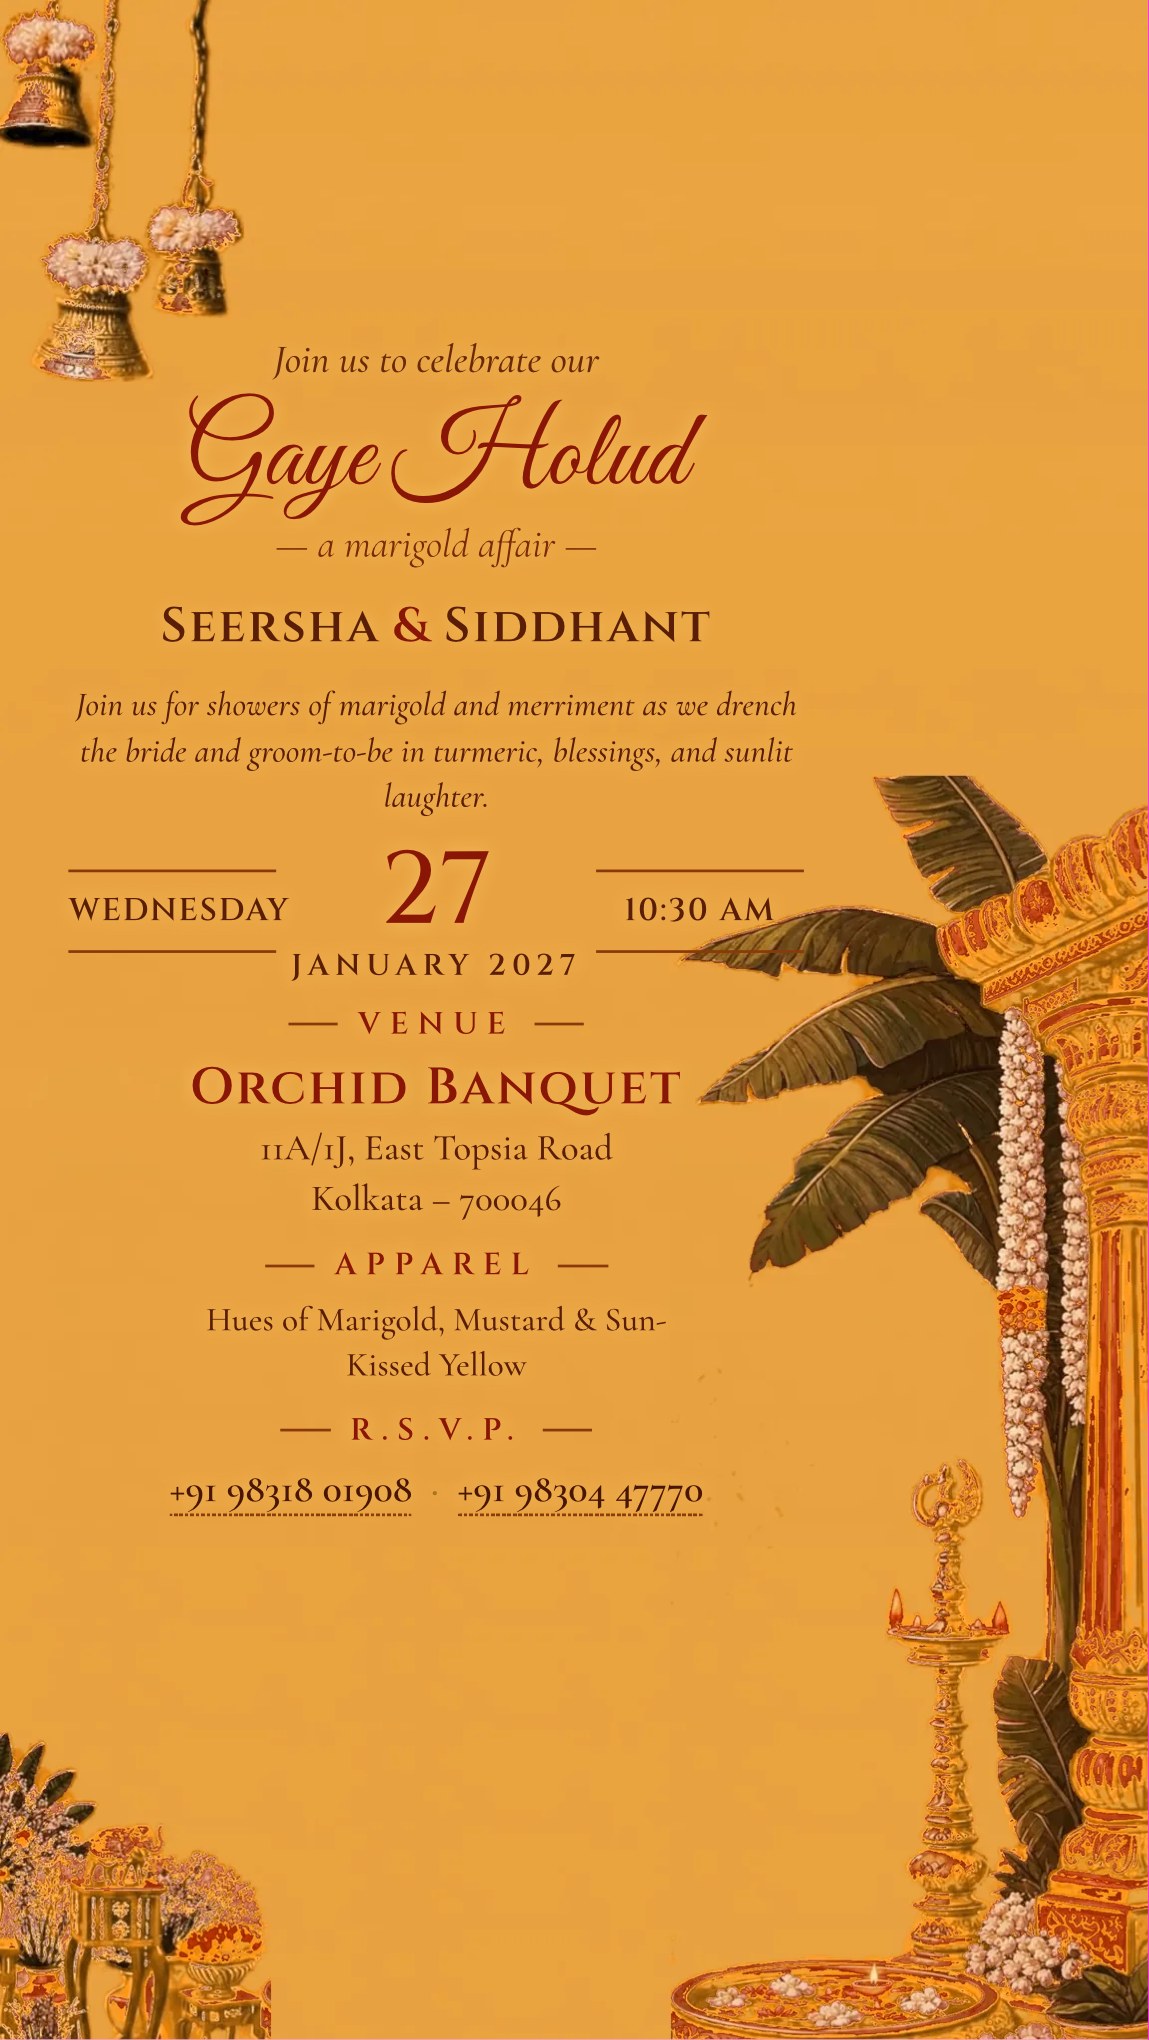 Join us to celebrate our
Gaye Holud
— a marigold affair —
SEERSHA & SIDDHANT
Join us for showers of marigold and merriment as we drench
the bride and groom-to-be in turmeric, blessings, and sunlit
laughter.
WEDNESDAY 27 10:30 AM
JANUARY 2027
VENUE
ORCHID BANQUET
11A/1J, East Topsia Road
Kolkata – 700046
APPAREL
Hues of Marigold, Mustard & Sun-
Kissed Yellow
R.S.V.P.
+91 98318 01908 · +91 98304 47770